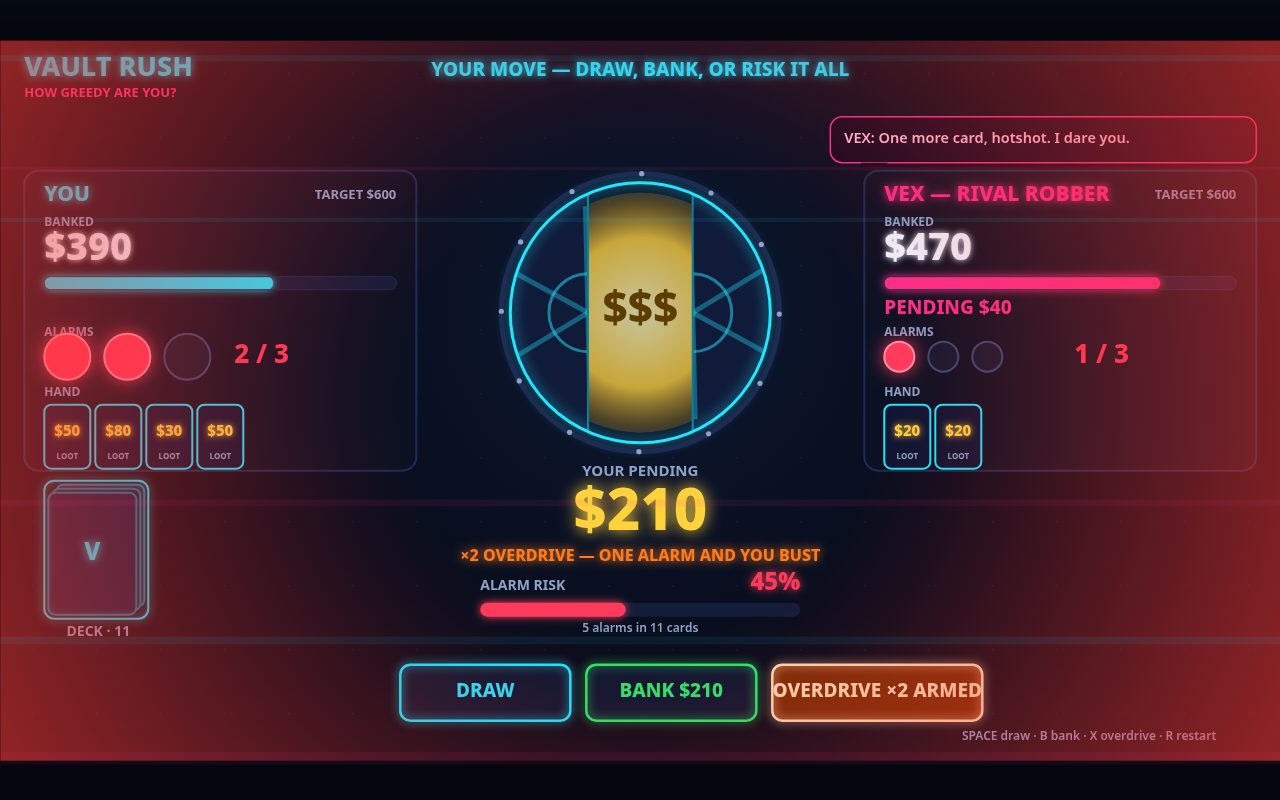 VAULT RUSH
HOW GREEDY ARE YOU?
YOUR MOVE — DRAW, BANK, OR RISK IT ALL
VEX: One more card, hotshot. I dare you.
YOU
TARGET $600
BANKED
$390
ALARMS
2 / 3
HAND
$50
LOOT
$80
LOOT
$30
LOOT
$50
LOOT
V
DECK · 11
$$$
YOUR PENDING
$210
×2 OVERDRIVE — ONE ALARM AND YOU BUST
ALARM RISK
45%
5 alarms in 11 cards
VEX — RIVAL ROBBER
TARGET $600
BANKED
$470
PENDING $40
ALARMS
1 / 3
HAND
$20
LOOT
$20
LOOT
DRAW
BANK $210
OVERDRIVE ×2 ARMED
SPACE draw · B bank · X overdrive · R restart